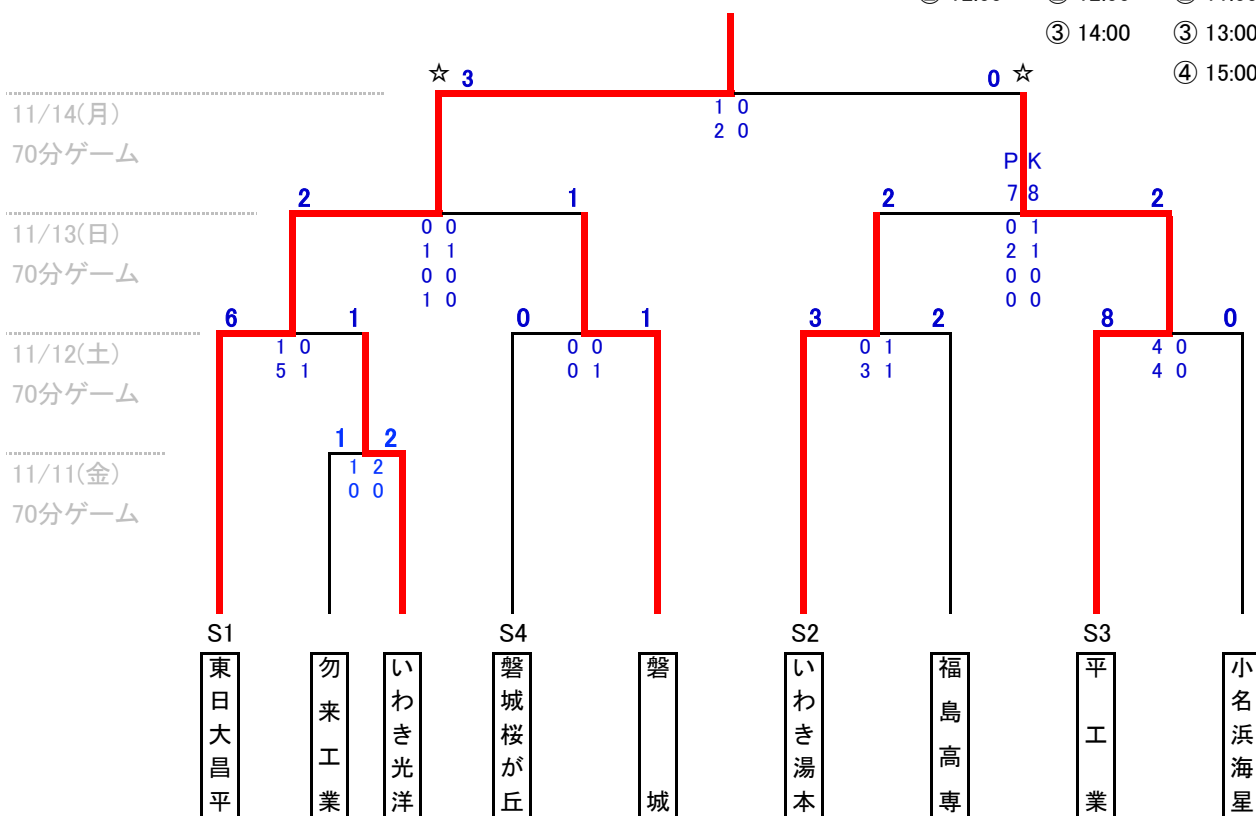 ③ 14:00 ③ 13:00
④ 15:00
☆ 3 0 ☆
11/14(月)
1 0
2 0
70分ゲーム
P K
7 8
2 1 2 2
11/13(日)
0 0 0 1
1 1 2 1
70分ゲーム
0 0 0 0
1 0 0 0
6 1 0 1 3 2 8 0
11/12(土)
1 0 0 0 0 1 4 0
5 1 0 1 3 1 4 0
70分ゲーム
1 2
11/11(金)
1 2
0 0
70分ゲーム
S1 S4 S2 S3
東日大昌平
勿来工業
いわき光洋
磐城桜が丘
磐城
いわき湯本
福島高専
平工業
小名浜海星